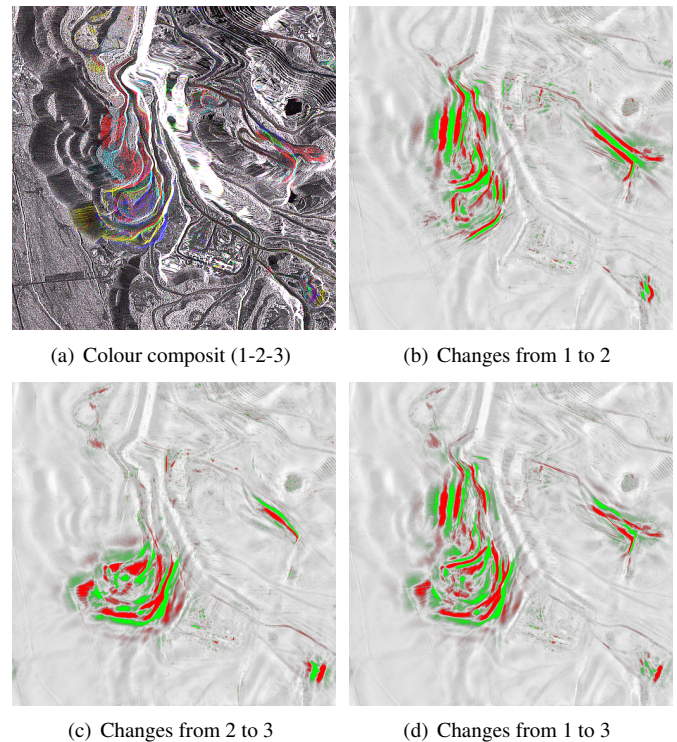 (a) Colour composit (1-2-3)
(b) Changes from 1 to 2
(c) Changes from 2 to 3
(d) Changes from 1 to 3